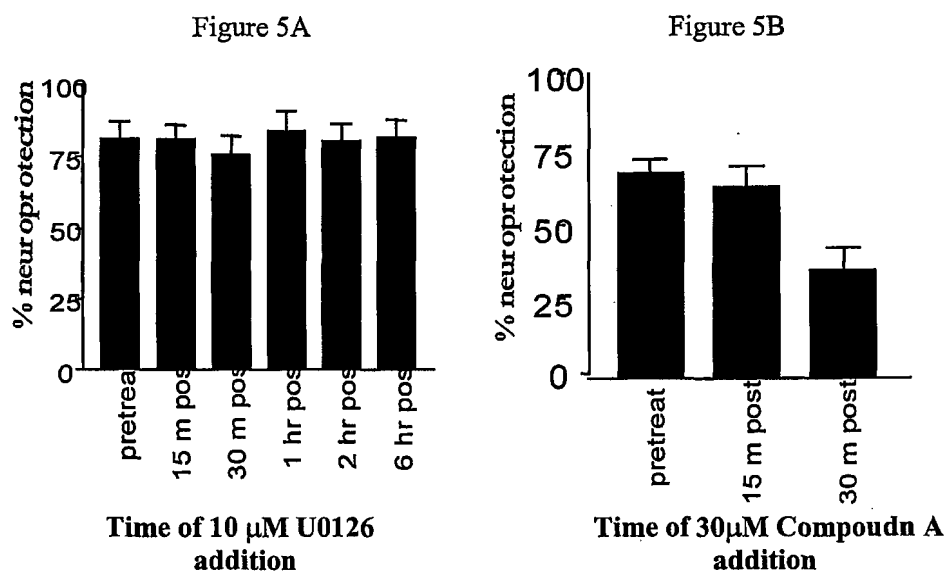 Figure 5A
% neuroprotection
100
75
50
25
0
pretrea
15 m pos
30 m pos
1 hr pos
2 hr pos
6 hr pos
Time of 10 μM U0126
addition
Figure 5B
% neuroprotection
100
75
50
25
0
pretreat
15 m post
30 m post
Time of 30μM Compoudn A
addition